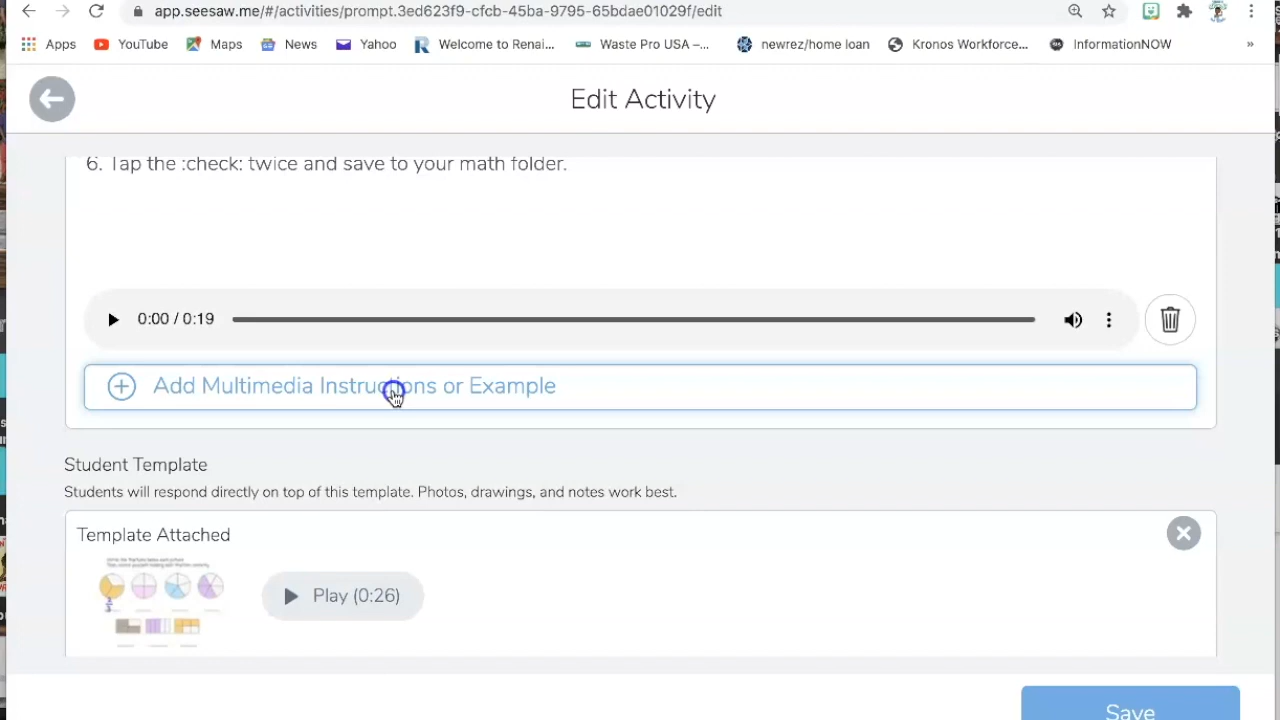 app.seesaw.me/#/activities/prompt.3ed623f9-cfcb-45ba-9795-65bdae01029f/edit
Apps YouTube Maps News Yahoo Welcome to Renai... Waste Pro USA –... newrez/home loan Kronos Workforce... InformationNOW »
Edit Activity
6. Tap the :check: twice and save to your math folder.
0:00 / 0:19
Add Multimedia Instructions or Example
Student Template
Students will respond directly on top of this template. Photos, drawings, and notes work best.
Template Attached
Play (0:26)
Save